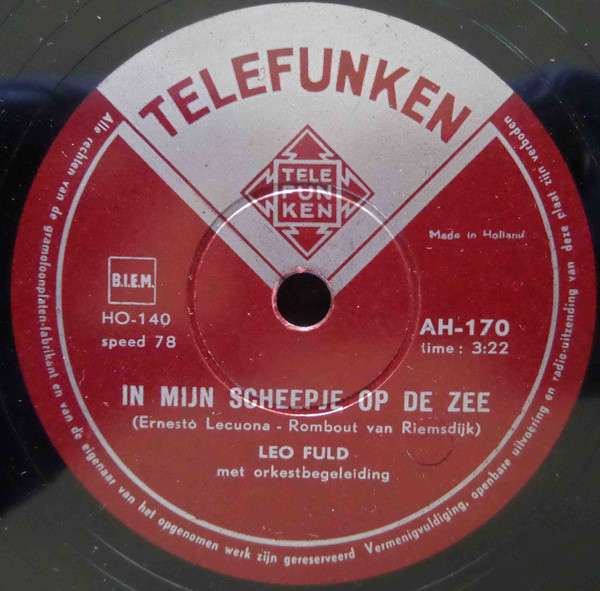 TELEFUNKEN
TELE
FUN
KEN
Made in Holland
B.I.E.M.
HO-140
speed 78
AH-170
time : 3:22
IN MIJN SCHEEPJE OP DE ZEE
(Ernesto Lecuona - Rombout van Riemsdijk)
LEO FULD
met orkestbegeleiding
Alle rechten van de gramofoonplaten-fabrikant en van de eigenaar van het opgenomen werk zijn gereserveerd Vermenigvuldiging, openbare uitvoering en radio-uitzending van deze plaat zijn verboden